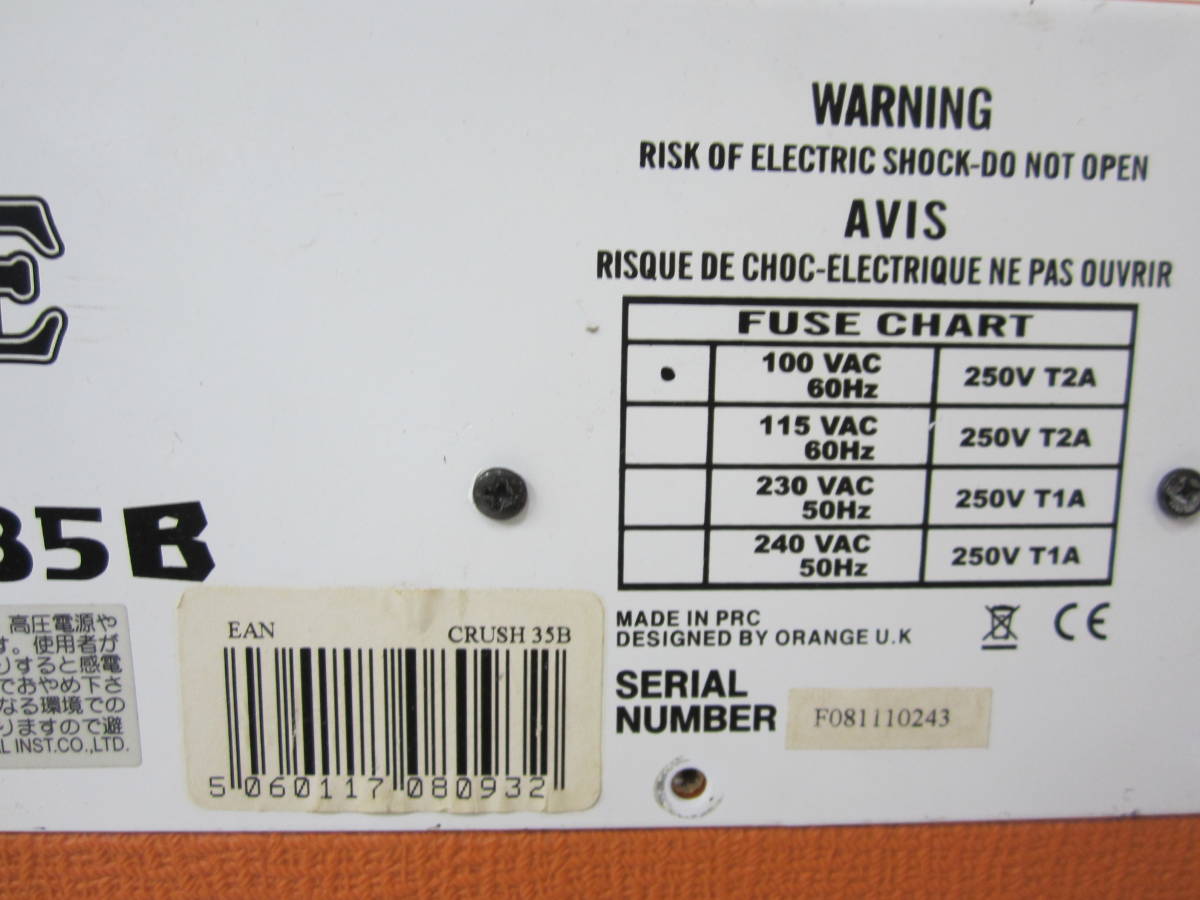 WARNING
RISK OF ELECTRIC SHOCK-DO NOT OPEN
AVIS
RISQUE DE CHOC-ELECTRIQUE NE PAS OUVRIR
E
FUSE CHART
100 VAC 60Hz 250V T2A
115 VAC 60Hz 250V T2A
230 VAC 50Hz 250V T1A
240 VAC 50Hz 250V T1A
35B
高圧電源や
す。使用者が
りすると感電
でおやめ下さ
なる環境での
りますので避
AL INST.CO.,LTD.
EAN CRUSH 35B
5 060117 080932
MADE IN PRC
DESIGNED BY ORANGE U.K
CE
SERIAL
NUMBER
F081110243